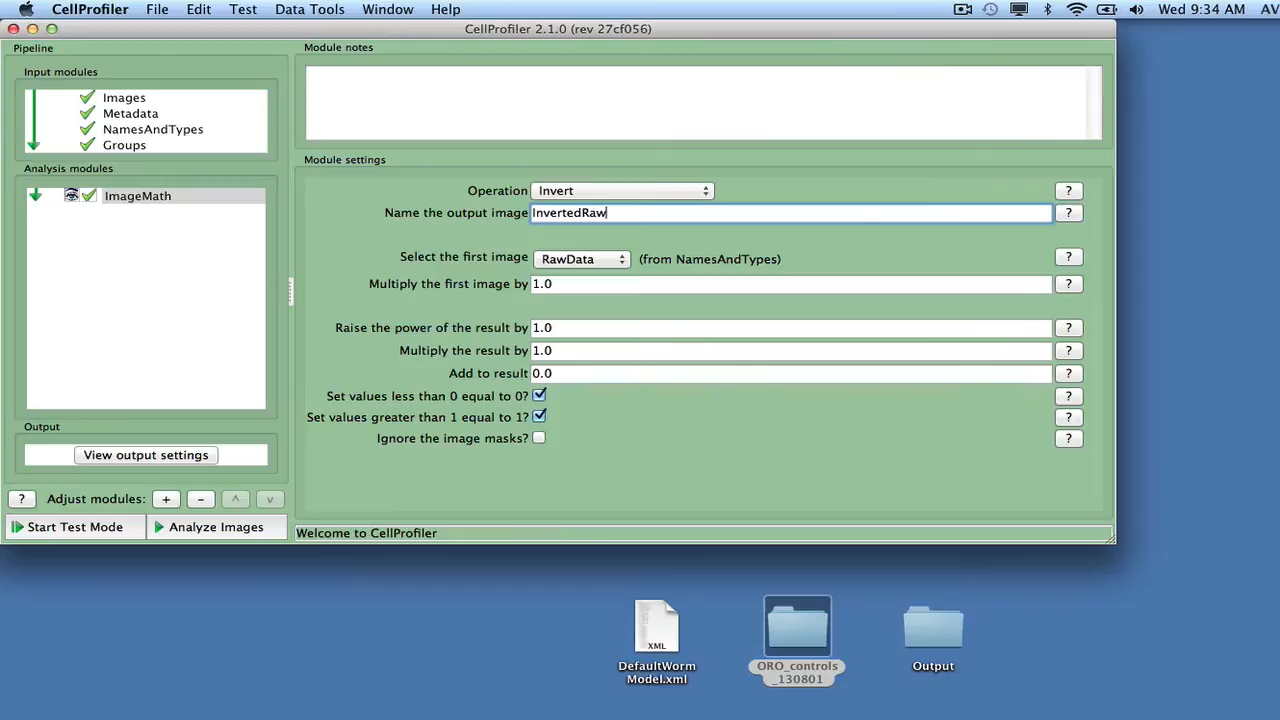 CellProfiler File Edit Test Data Tools Window Help Wed 9:34 AM AV
CellProfiler 2.1.0 (rev 27cf056)
Pipeline
Input modules
Images
Metadata
NamesAndTypes
Groups
Analysis modules
ImageMath
Output
View output settings
? Adjust modules: + - ^ v
Start Test Mode Analyze Images
Module notes
Module settings
Operation Invert ?
Name the output image InvertedRaw ?
Select the first image RawData (from NamesAndTypes) ?
Multiply the first image by 1.0 ?
Raise the power of the result by 1.0 ?
Multiply the result by 1.0 ?
Add to result 0.0 ?
Set values less than 0 equal to 0? ?
Set values greater than 1 equal to 1? ?
Ignore the image masks? ?
Welcome to CellProfiler
XML
DefaultWorm
Model.xml
ORO_controls
_130801
Output